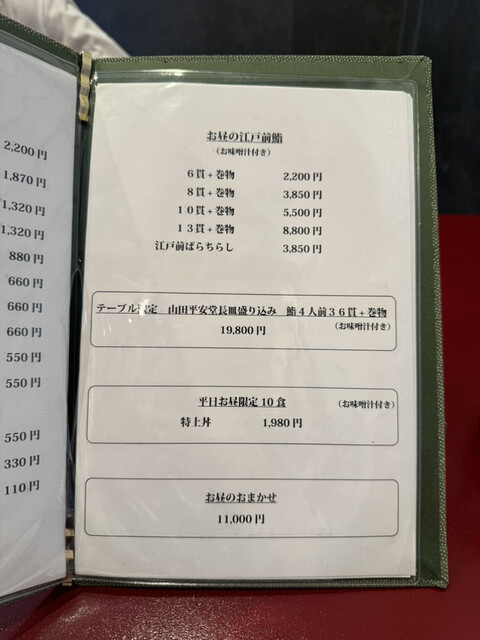 2,200円
1,870円
1,320円
1,320円
880円
660円
660円
660円
550円
550円
550円
330円
110円
お昼の江戸前鮨
（お味噌汁付き）
6貫+巻物 2,200円
8貫+巻物 3,850円
10貫+巻物 5,500円
13貫+巻物 8,800円
江戸前ばらちらし 3,850円
テーブル限定 山田平安堂長皿盛り込み 鮨4人前36貫+巻物
19,800円 （お味噌汁付き）
平日お昼限定10食 （お味噌汁付き）
特上丼 1,980円
お昼のおまかせ
11,000円